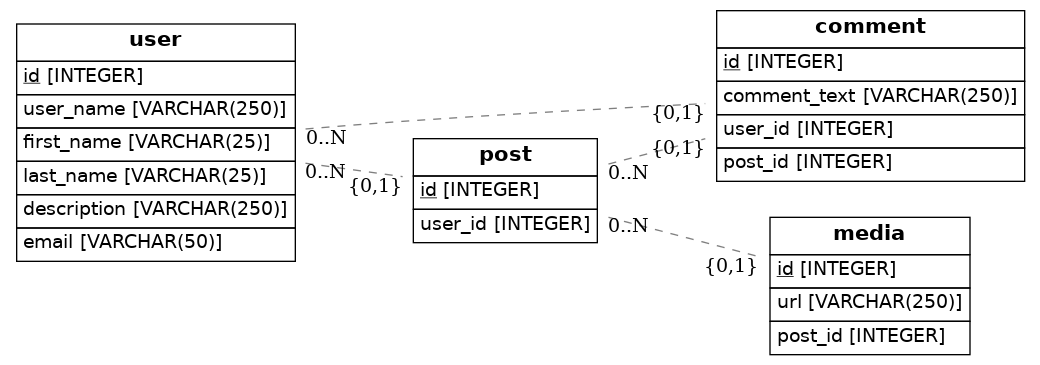 user
id [INTEGER]
user_name [VARCHAR(250)]
first_name [VARCHAR(25)]
last_name [VARCHAR(25)]
description [VARCHAR(250)]
email [VARCHAR(50)]
0..N
{0,1}
0..N
{0,1}
post
id [INTEGER]
user_id [INTEGER]
0..N
{0,1}
0..N
{0,1}
comment
id [INTEGER]
comment_text [VARCHAR(250)]
user_id [INTEGER]
post_id [INTEGER]
media
id [INTEGER]
url [VARCHAR(250)]
post_id [INTEGER]